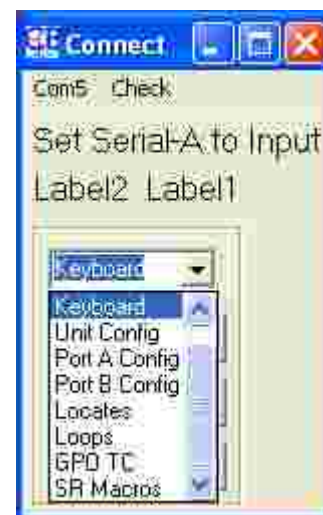 Connect
Com5 Check
Set Serial-A to Input
Label2 Label1
Keyboard
Keyboard
Unit Config
Port A Config
Port B Config
Locates
Loops
GPO TC
SR Macros